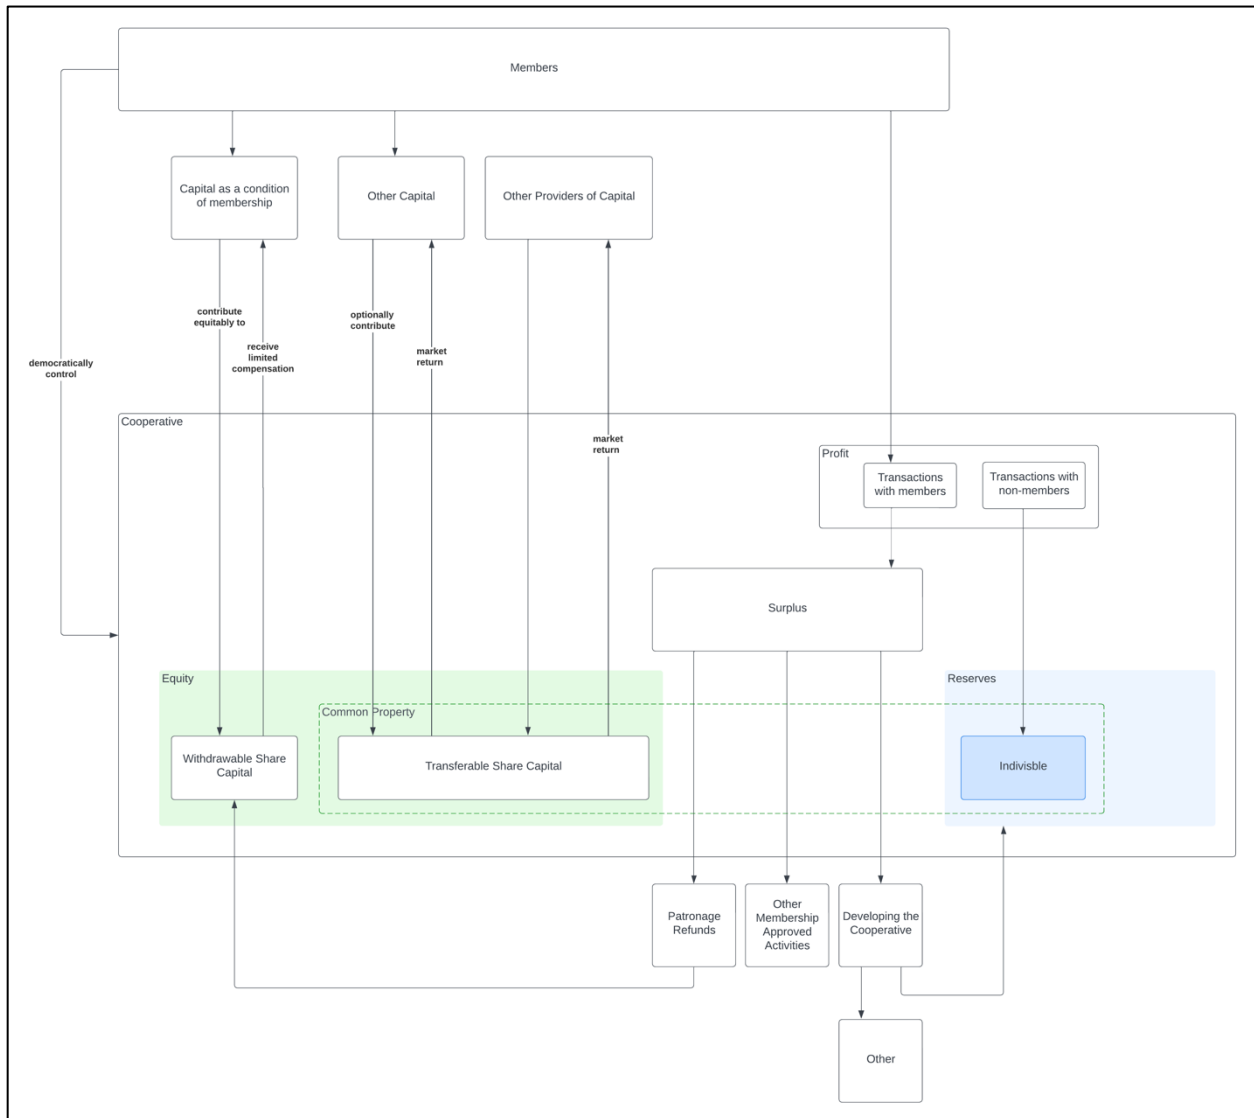 Members
Capital as a condition
of membership
Other Capital
Other Providers of Capital
contribute
equitably to
optionally
contribute
receive
limited
compensation
market
return
democratically
control
Cooperative
market
return
Profit
Transactions
with members
Transactions with
non-members
Surplus
Equity
Reserves
Common Property
Withdrawable Share
Capital
Transferable Share Capital
Indivisble
Patronage
Refunds
Other
Membership
Approved
Activities
Developing the
Cooperative
Other